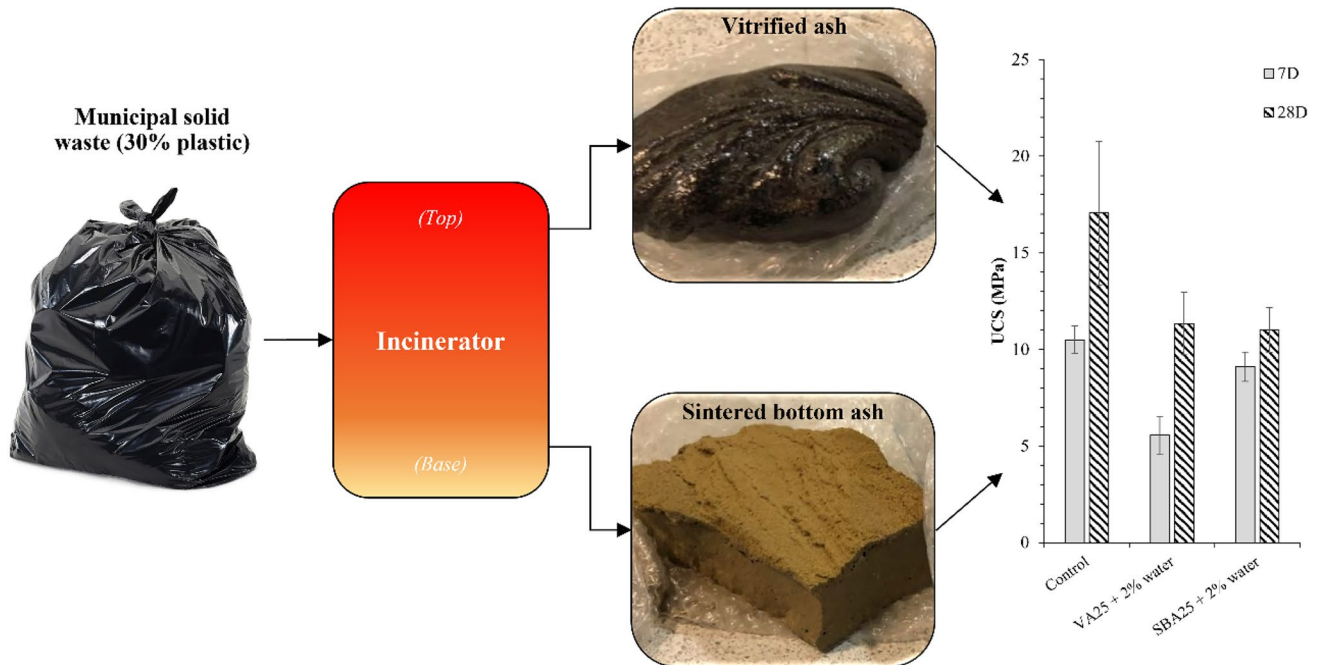 Municipal solid
waste (30% plastic)
(Top)
Incinerator
(Base)
Vitrified ash
Sintered bottom ash
25
20
15
10
5
0
UCS (MPa)
7D
28D
Control
VA25 + 2% water
SBA25 + 2% water